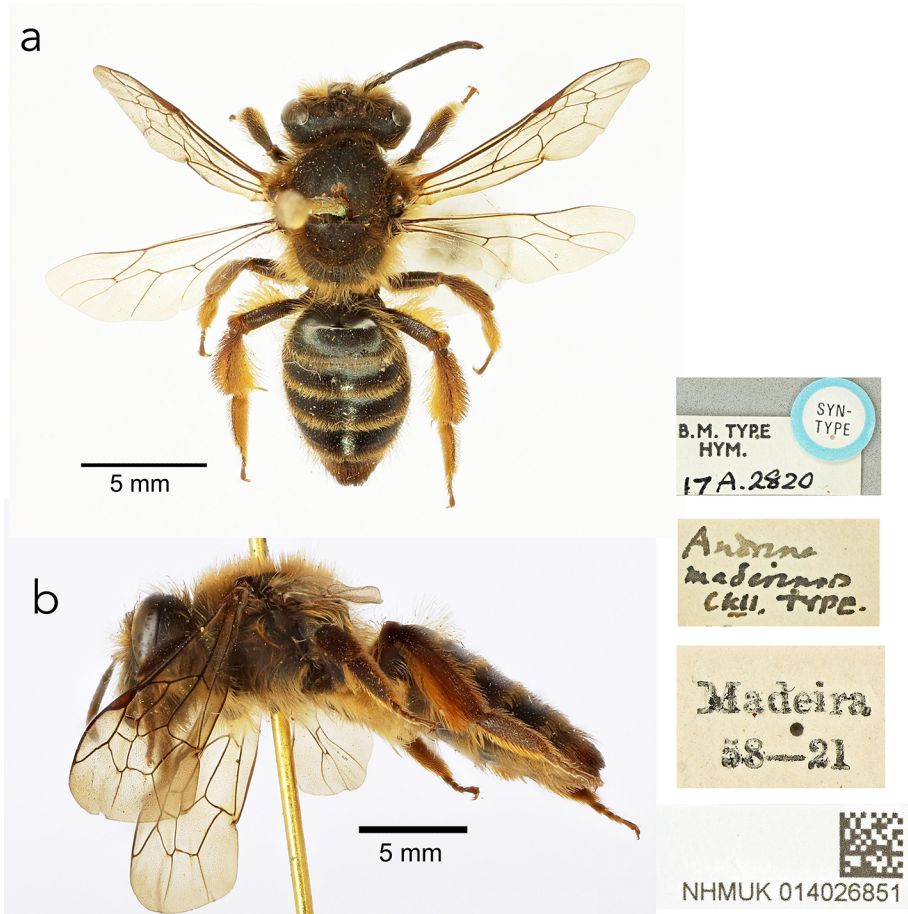 a
5 mm
b
5 mm
SYN-
TYPE
B.M. TYPE
HYM.
17A.2820
Andrena
maderensis
Ckll. TYPE.
Madeira
58—21
NHMUK 014026851